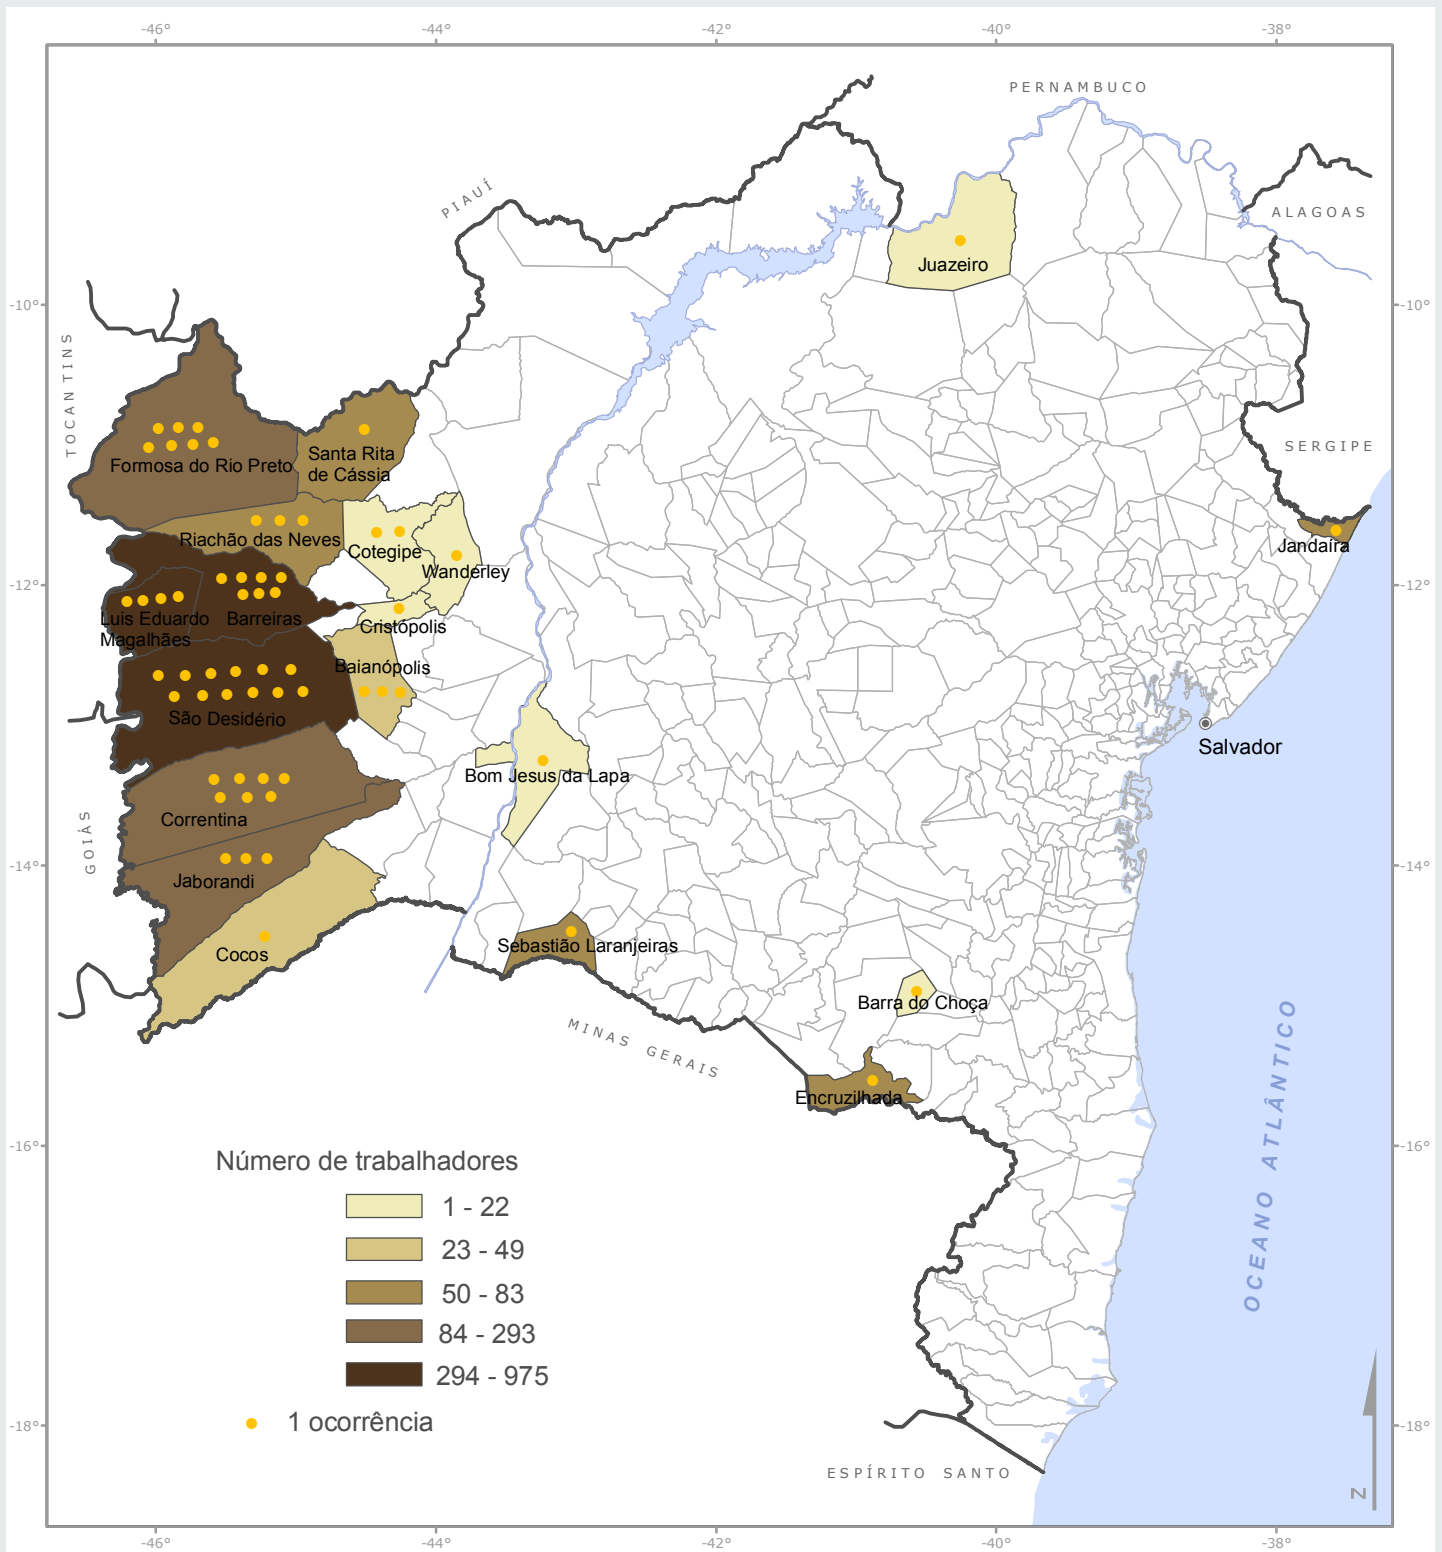 -46°
-44°
-42°
-40°
-38°
PERNAMBUCO
PIAUÍ
ALAGOAS
Juazeiro
-10°
-10°
TOCANTINS
SERGIPE
Santa Rita
de Cássia
Formosa do Rio Preto
Riachão das Neves
Cotegipe
Wanderley
Jandaíra
-12°
-12°
Luis Eduardo
Magalhães
Barreiras
Cristópolis
Baianópolis
São Desidério
Salvador
Bom Jesus da Lapa
Correntina
GOIÁS
-14°
-14°
Jaborandi
Sebastião Laranjeiras
Cocos
Barra do Choça
MINAS GERAIS
Encruzilhada
OCEANO ATLÂNTICO
-16°
-16°
Número de trabalhadores
1 - 22
23 - 49
50 - 83
84 - 293
294 - 975
1 ocorrência
-18°
-18°
ESPÍRITO SANTO
N
-46°
-44°
-42°
-40°
-38°